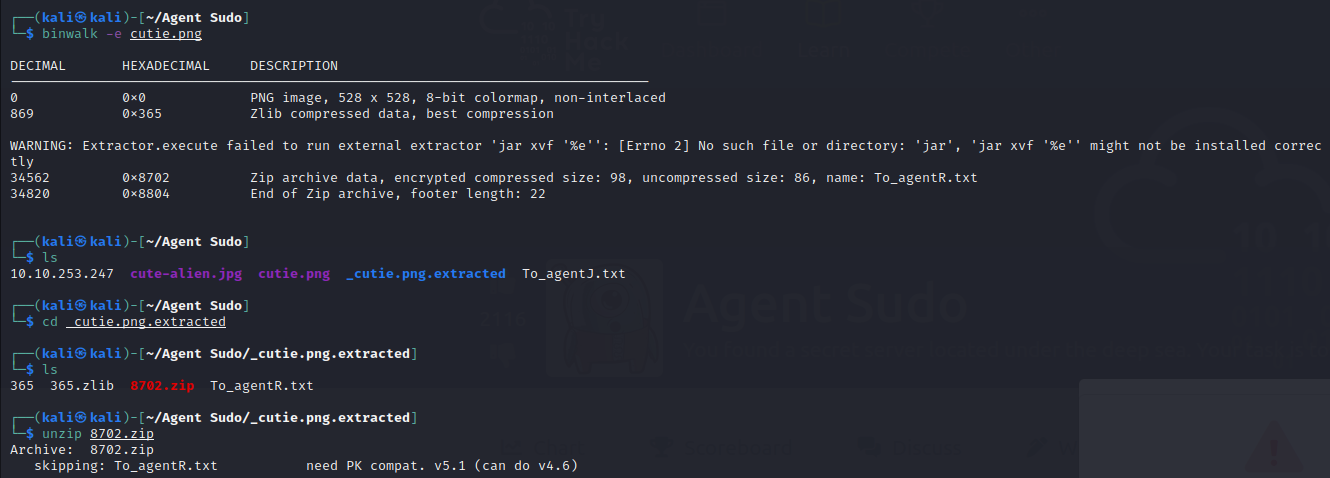 ┌──(kali㉿kali)-[~/Agent Sudo]
└─$ binwalk -e cutie.png
DECIMAL       HEXADECIMAL     DESCRIPTION
--------------------------------------------------------------------------------
0             0×0             PNG image, 528 x 528, 8-bit colormap, non-interlaced
869           0×365           Zlib compressed data, best compression
WARNING: Extractor.execute failed to run external extractor 'jar xvf '%e'': [Errno 2] No such file or directory: 'jar', 'jar xvf '%e'' might not be installed correc
tly
34562         0×8702          Zip archive data, encrypted compressed size: 98, uncompressed size: 86, name: To_agentR.txt
34820         0×8804          End of Zip archive, footer length: 22
┌──(kali㉿kali)-[~/Agent Sudo]
└─$ ls
10.10.253.247  cute-alien.jpg  cutie.png  _cutie.png.extracted  To_agentJ.txt
┌──(kali㉿kali)-[~/Agent Sudo]
└─$ cd _cutie.png.extracted
┌──(kali㉿kali)-[~/Agent Sudo/_cutie.png.extracted]
└─$ ls
365  365.zlib  8702.zip  To_agentR.txt
┌──(kali㉿kali)-[~/Agent Sudo/_cutie.png.extracted]
└─$ unzip 8702.zip
Archive:  8702.zip
   skipping: To_agentR.txt           need PK compat. v5.1 (can do v4.6)
Agent Sudo